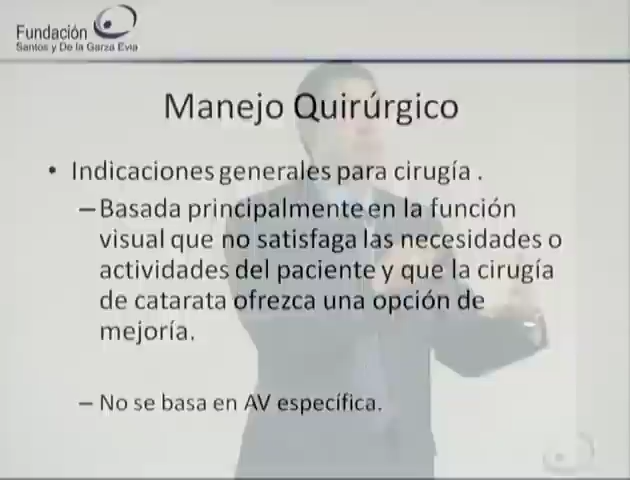 Fundación
Santos y De la Garza Evia
Manejo Quirúrgico
• Indicaciones generales para cirugía .
– Basada principalmente en la función
visual que no satisfaga las necesidades o
actividades del paciente y que la cirugía
de catarata ofrezca una opción de
mejoría.
– No se basa en AV específica.